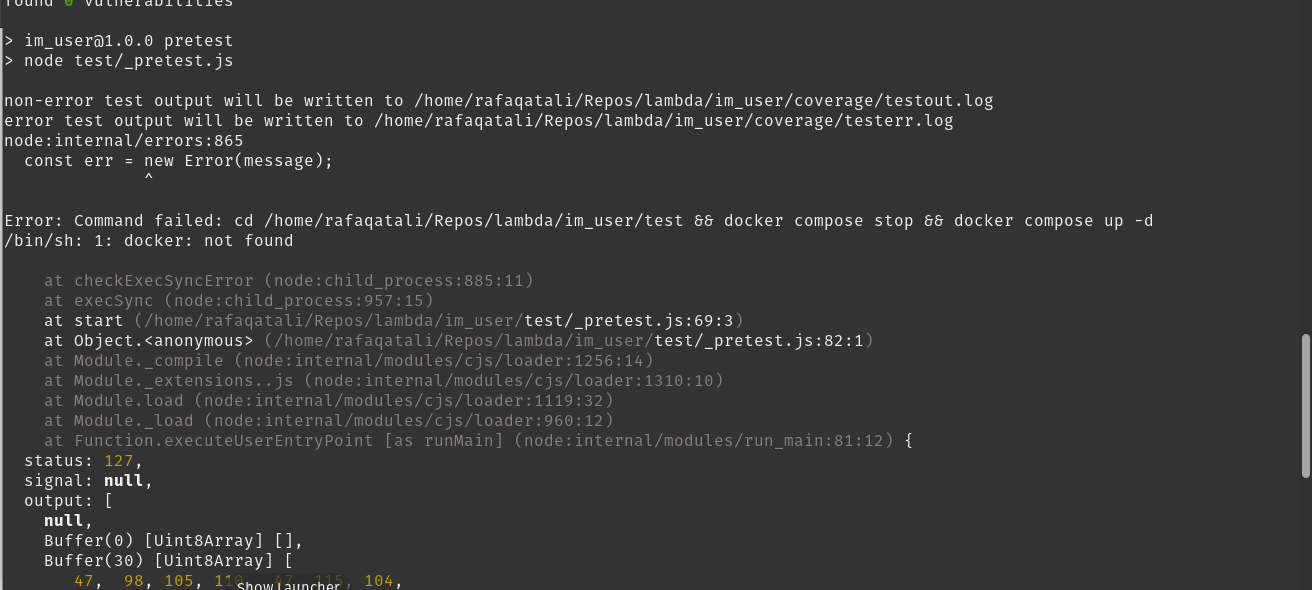 found 0 vulnerabilities
> im_user@1.0.0 pretest
> node test/_pretest.js
non-error test output will be written to /home/rafaqatali/Repos/lambda/im_user/coverage/testout.log
error test output will be written to /home/rafaqatali/Repos/lambda/im_user/coverage/testerr.log
node:internal/errors:865
  const err = new Error(message);
              ^
Error: Command failed: cd /home/rafaqatali/Repos/lambda/im_user/test && docker compose stop && docker compose up -d
/bin/sh: 1: docker: not found
    at checkExecSyncError (node:child_process:885:11)
    at execSync (node:child_process:957:15)
    at start (/home/rafaqatali/Repos/lambda/im_user/test/_pretest.js:69:3)
    at Object.<anonymous> (/home/rafaqatali/Repos/lambda/im_user/test/_pretest.js:82:1)
    at Module._compile (node:internal/modules/cjs/loader:1256:14)
    at Module._extensions..js (node:internal/modules/cjs/loader:1310:10)
    at Module.load (node:internal/modules/cjs/loader:1119:32)
    at Module._load (node:internal/modules/cjs/loader:960:12)
    at Function.executeUserEntryPoint [as runMain] (node:internal/modules/run_main:81:12) {
  status: 127,
  signal: null,
  output: [
    null,
    Buffer(0) [Uint8Array] [],
    Buffer(30) [Uint8Array] [
       47,  98, 105, 110,  47, 115, 104,
Show Launcher